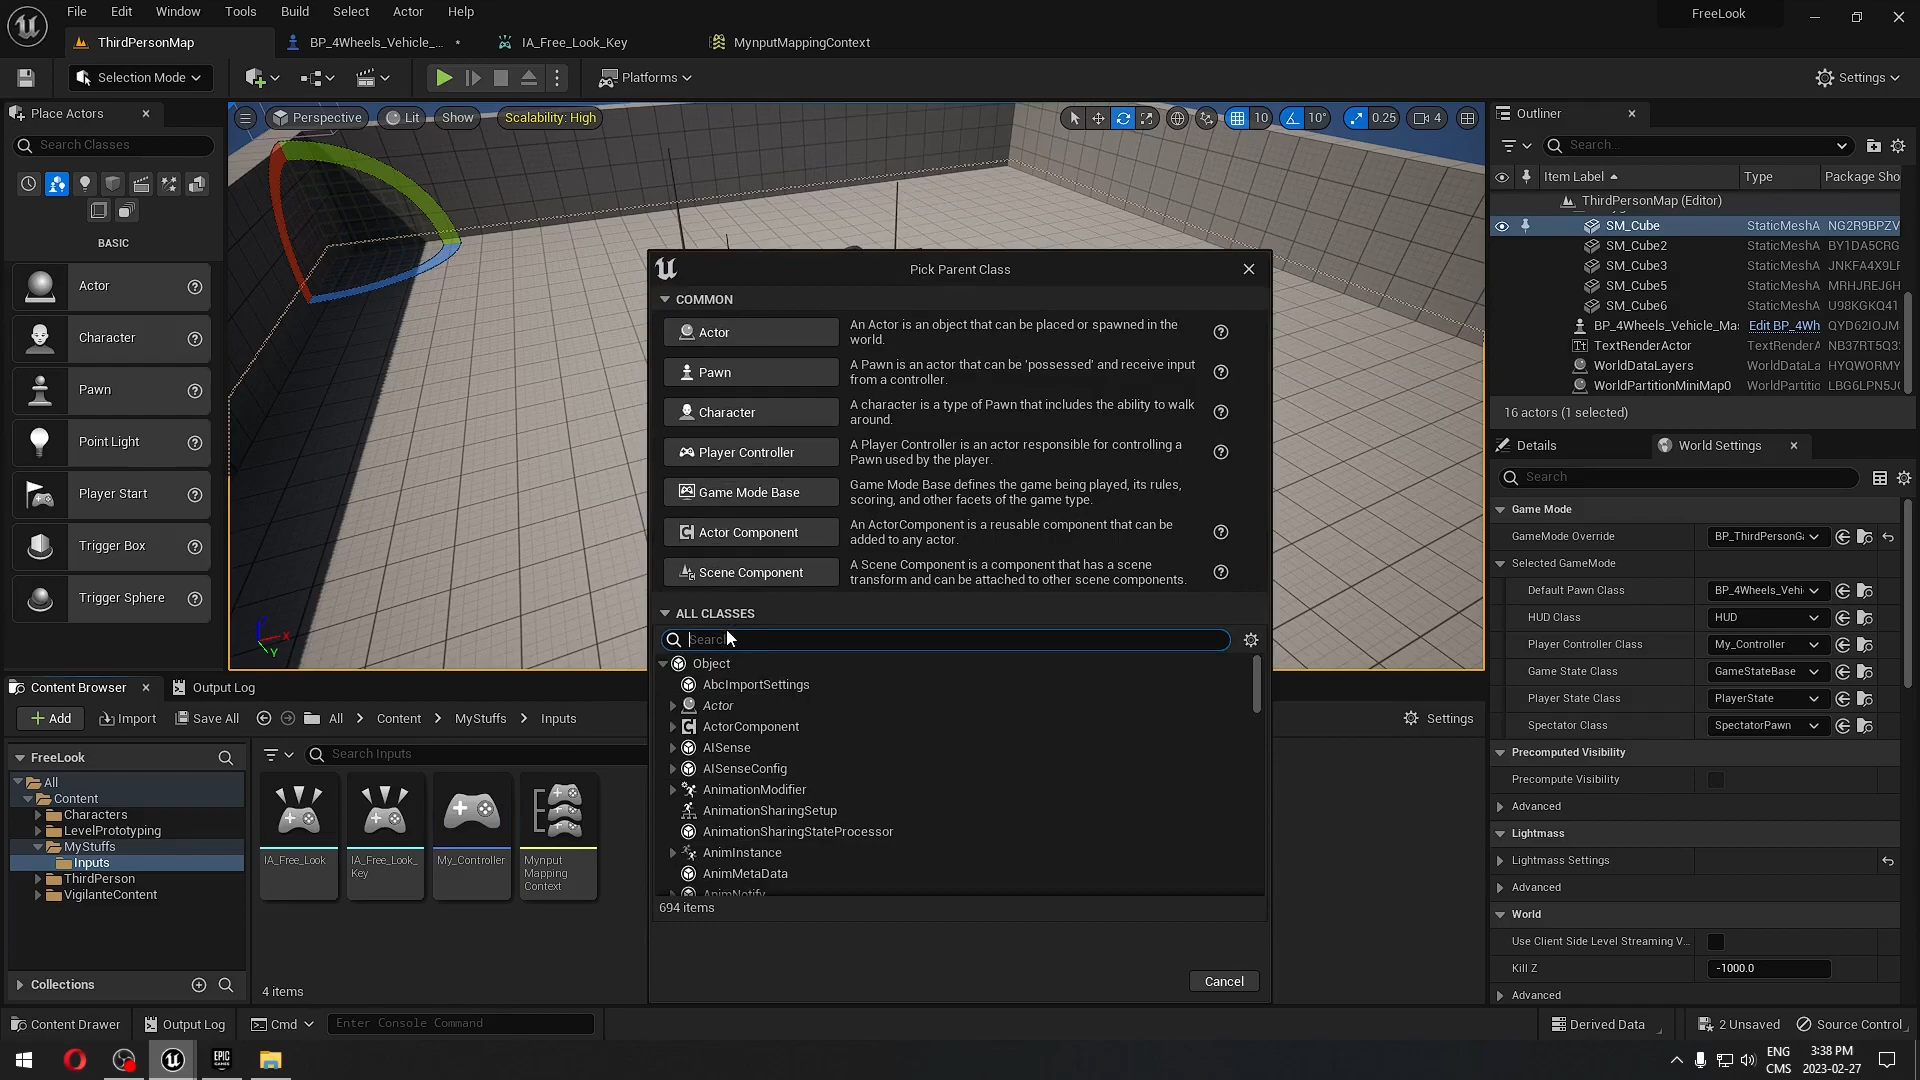 File Edit Window Tools Build Select Actor Help
FreeLook
ThirdPersonMap
BP_4Wheels_Vehicle_...
IA_Free_Look_Key
MynputMappingContext
Selection Mode
Platforms
Settings
Place Actors
Search Classes
BASIC
Actor
Character
Pawn
Point Light
Player Start
Trigger Box
Trigger Sphere
Perspective
Lit
Show
Scalability: High
10
10°
0.25
4
Pick Parent Class
COMMON
Actor
An Actor is an object that can be placed or spawned in the
world.
Pawn
A Pawn is an actor that can be 'possessed' and receive input
from a controller.
Character
A character is a type of Pawn that includes the ability to walk
around.
Player Controller
A Player Controller is an actor responsible for controlling a
Pawn used by the player.
Game Mode Base
Game Mode Base defines the game being played, its rules,
scoring, and other facets of the game type.
Actor Component
An ActorComponent is a reusable component that can be
added to any actor.
Scene Component
A Scene Component is a component that has a scene
transform and can be attached to other scene components.
ALL CLASSES
Search
Object
AbcImportSettings
Actor
ActorComponent
AISense
AISenseConfig
AnimationModifier
AnimationSharingSetup
AnimationSharingStateProcessor
AnimInstance
AnimMetaData
AnimNotify
694 items
Cancel
Outliner
Search...
Item Label Type Package Sho
ThirdPersonMap (Editor)
SM_Cube StaticMeshA NG2R9BPZV
SM_Cube2 StaticMeshA BY1DA5CRG
SM_Cube3 StaticMeshA JNKFA4X9LF
SM_Cube5 StaticMeshA MRHJREJ6H
SM_Cube6 StaticMeshA U98KGKQ41
BP_4Wheels_Vehicle_Mas Edit BP_4Wh QYD62IOJM
TextRenderActor TextRenderA NB37RT5Q3
WorldDataLayers WorldDataLa HYQWORMY
WorldPartitionMiniMap0 WorldPartitio LBG6LPN5J
16 actors (1 selected)
Details
World Settings
Search
Game Mode
GameMode Override BP_ThirdPersonGa
Selected GameMode
Default Pawn Class BP_4Wheels_Vehi
HUD Class HUD
Player Controller Class My_Controller
Game State Class GameStateBase
Player State Class PlayerState
Spectator Class SpectatorPawn
Precomputed Visibility
Precompute Visibility
Advanced
Lightmass
Lightmass Settings
Advanced
World
Use Client Side Level Streaming V...
Kill Z -1000.0
Advanced
Content Browser
Output Log
Add
Import
Save All
All
Content
MyStuffs
Inputs
Settings
FreeLook
All
Content
Characters
LevelPrototyping
MyStuffs
Inputs
ThirdPerson
VigilanteContent
Collections
Search Inputs
IA_Free_Look
IA_Free_Look_
Key
My_Controller
Mynput
Mapping
Context
4 items
Content Drawer
Output Log
Cmd
Enter Console Command
Derived Data
2 Unsaved
Source Control
EPIC
GAMES
ENG
CMS
3:38 PM
2023-02-27
X
Y